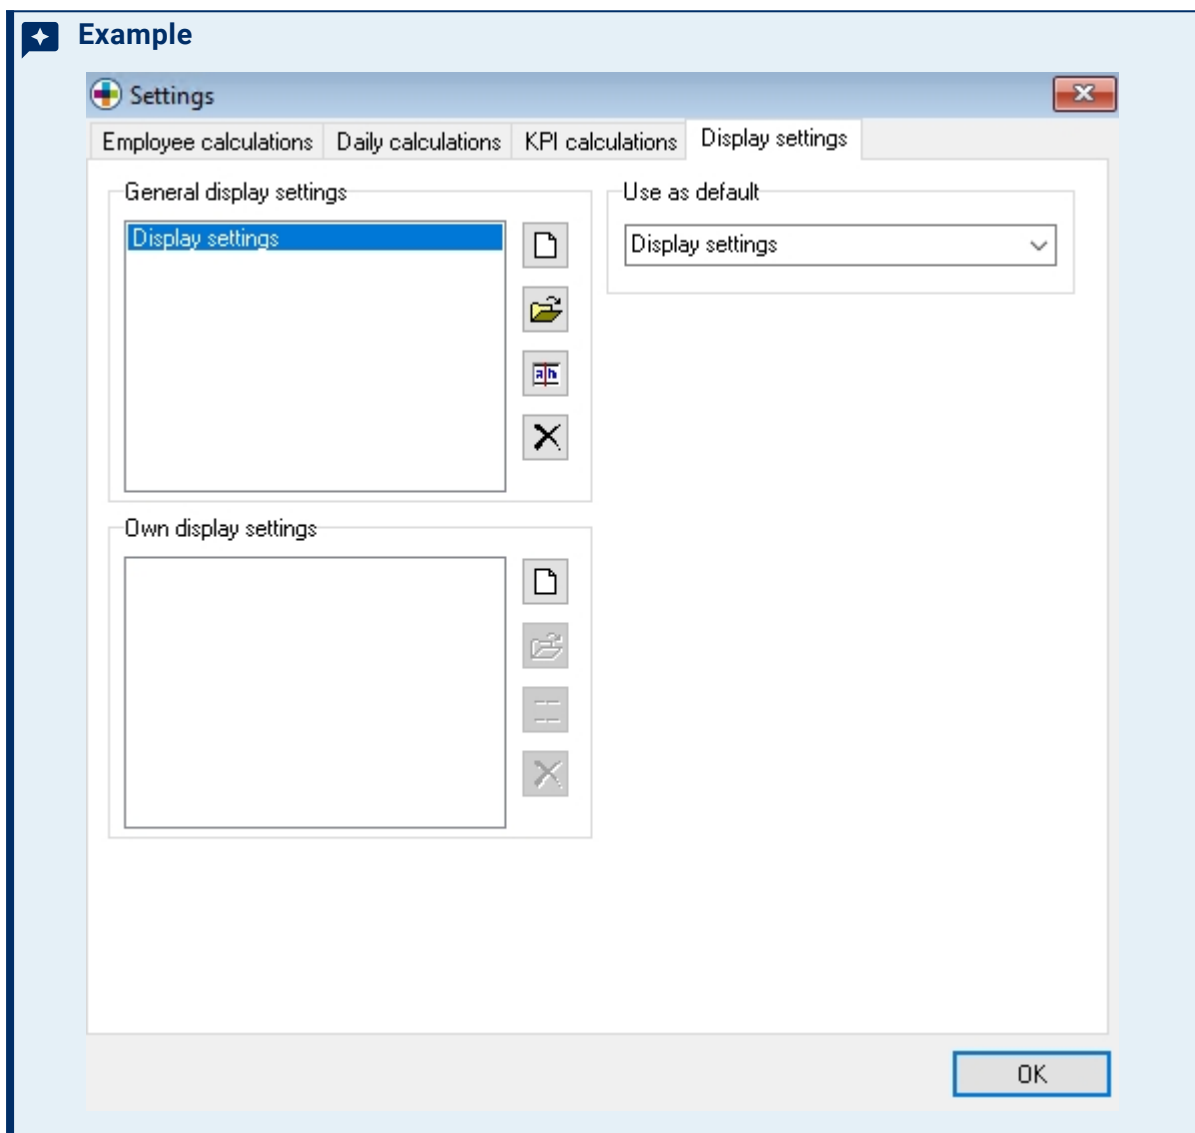 Example
Settings
Employee calculations Daily calculations KPI calculations Display settings
General display settings
Display settings
Use as default
Display settings
Own display settings
OK